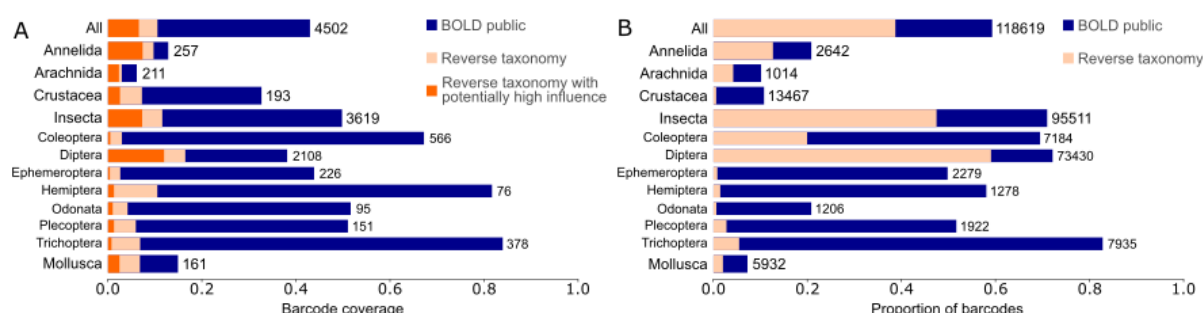 A
All 4502
Annelida 257
Arachnida 211
Crustacea 193
Insecta 3619
Coleoptera 566
Diptera 2108
Ephemeroptera 226
Hemiptera 76
Odonata 95
Plecoptera 151
Trichoptera 378
Mollusca 161
BOLD public
Reverse taxonomy
Reverse taxonomy with
potentially high influence
0.0 0.2 0.4 0.6 0.8 1.0
Barcode coverage
B
All 118619
Annelida 2642
Arachnida 1014
Crustacea 13467
Insecta 95511
Coleoptera 7184
Diptera 73430
Ephemeroptera 2279
Hemiptera 1278
Odonata 1206
Plecoptera 1922
Trichoptera 7935
Mollusca 5932
BOLD public
Reverse taxonomy
0.0 0.2 0.4 0.6 0.8 1.0
Proportion of barcodes